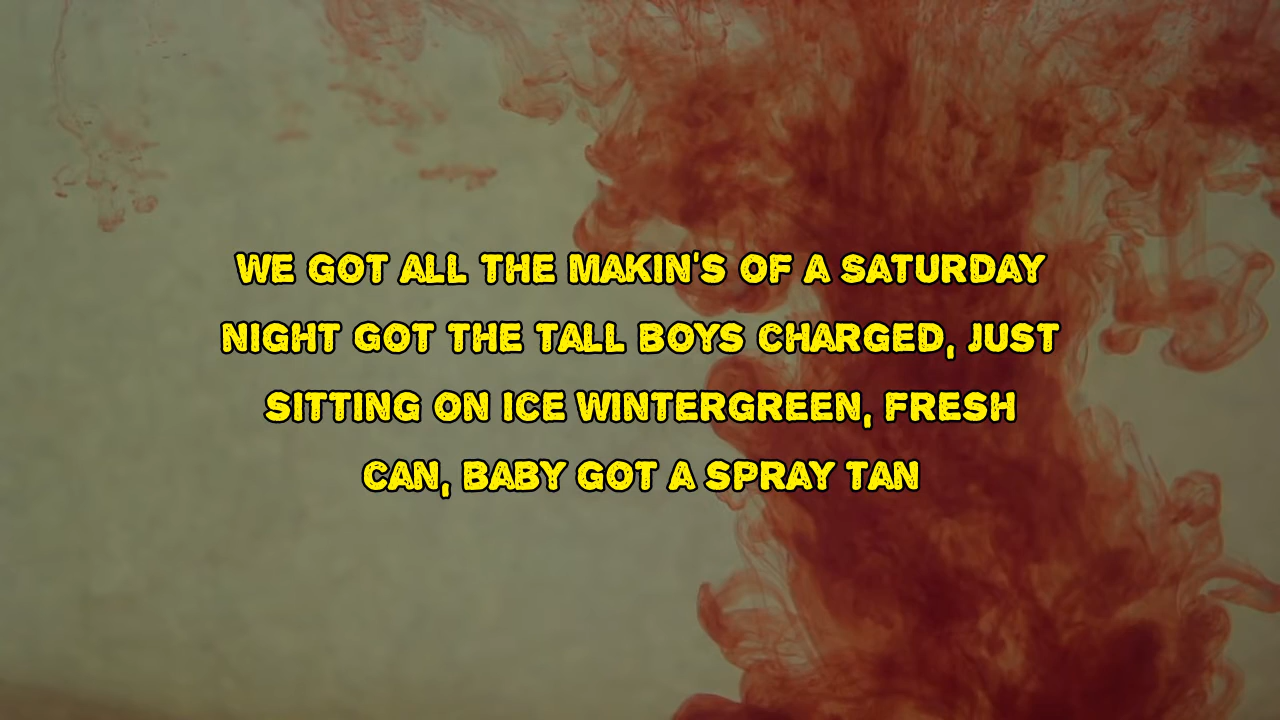 WE GOT ALL THE MAKIN'S OF A SATURDAY
NIGHT GOT THE TALL BOYS CHARGED, JUST
SITTING ON ICE WINTERGREEN, FRESH
CAN, BABY GOT A SPRAY TAN